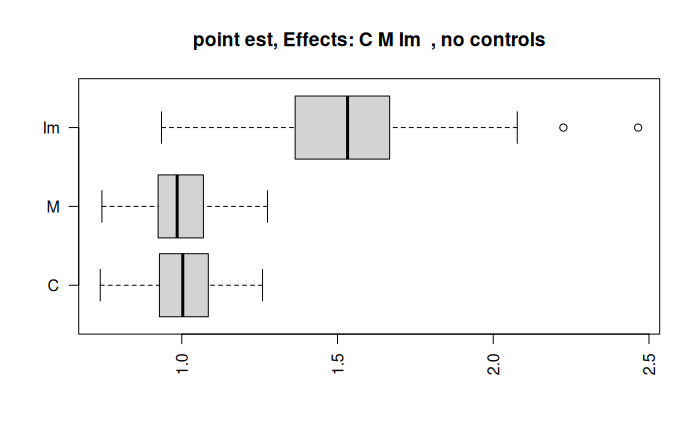 point est, Effects: C M Im  , no controls
Im
M
C
1.0
1.5
2.0
2.5